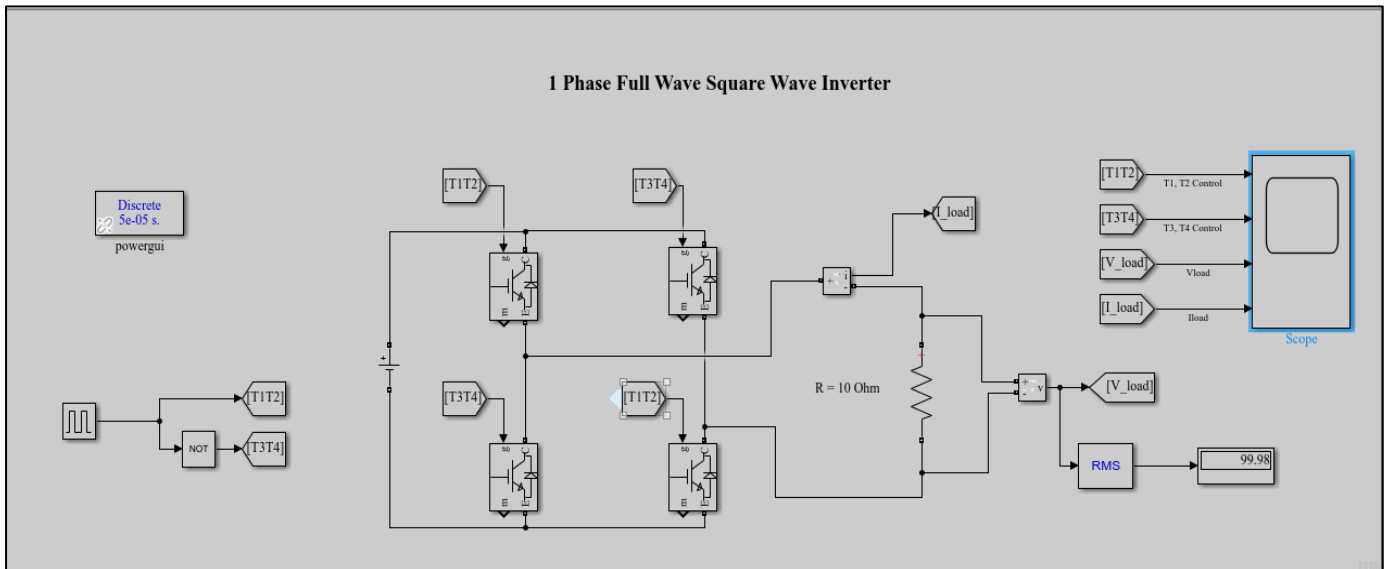 1 Phase Full Wave Square Wave Inverter
Discrete
5e-05 s.
powergui
[T1T2]
[T3T4]
[I_load]
[T1T2]
T1, T2 Control
[T3T4]
T3, T4 Control
[V_load]
Vload
[I_load]
Iload
Scope
g
C
m
E
g
C
m
E
+
i
-
+
+
R = 10 Ohm
[T1T2]
NOT
[T3T4]
[T3T4]
[T1T2]
g
C
m
E
g
C
m
E
+
-
v
[V_load]
RMS
99.98